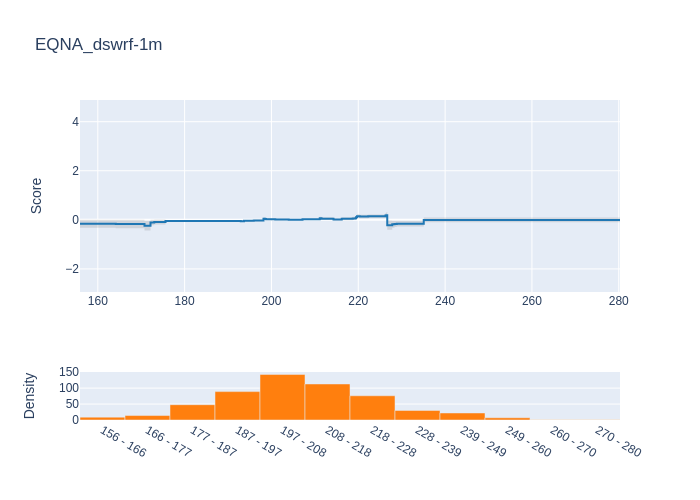 EQNA_dswrf-1m
4
2
0
−2
Score
160
180
200
220
240
260
280
150
100
50
0
Density
156 - 166
166 - 177
177 - 187
187 - 197
197 - 208
208 - 218
218 - 228
228 - 239
239 - 249
249 - 260
260 - 270
270 - 280